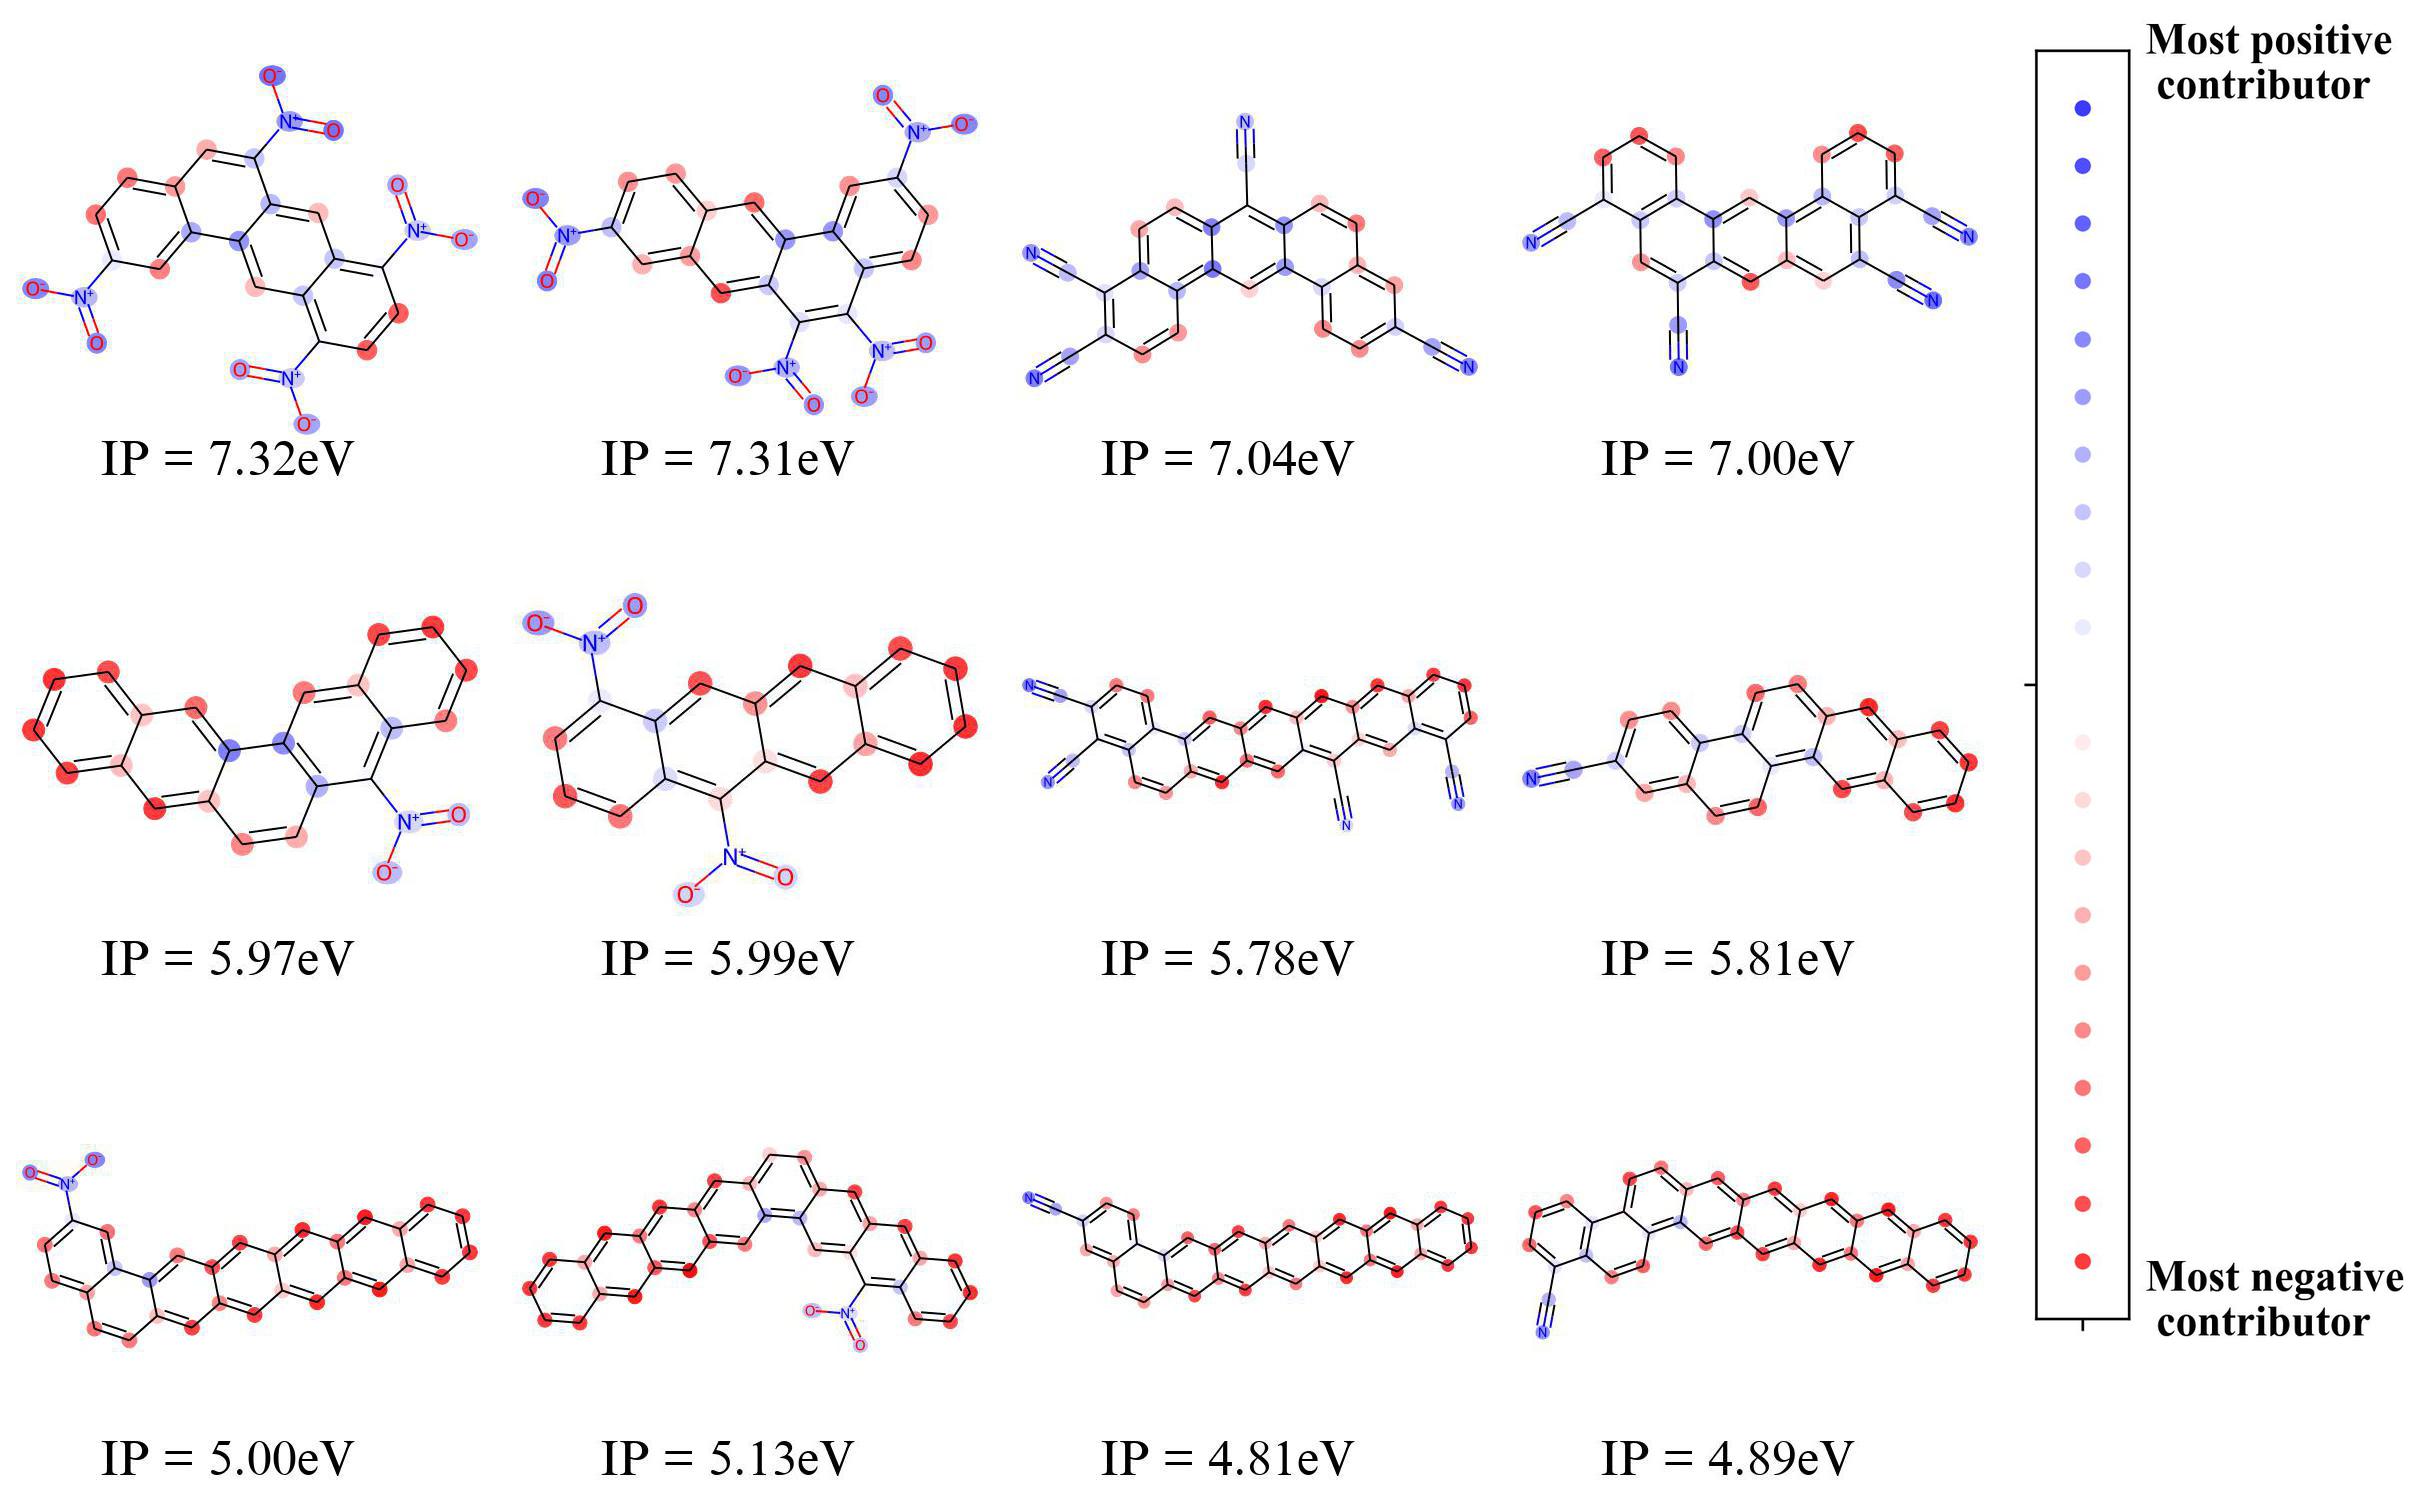 Most positive
contributor
O⁻
N⁺ O
O
N⁺ O⁻
O⁻ N⁺
O
O N⁺
O⁻
O
N⁺ O⁻
O⁻
N⁺
O
N⁺ O
O⁻ N⁺
O O⁻
N
N
N
N
N
N
N
N
IP = 7.32eV
IP = 7.31eV
IP = 7.04eV
IP = 7.00eV
N⁺ O
O⁻
O⁻ O
N⁺
N⁺
O⁻ O
N
N
N
N
N
IP = 5.97eV
IP = 5.99eV
IP = 5.78eV
IP = 5.81eV
O N⁺ O⁻
O⁻ N⁺
O
N
N
Most negative
contributor
IP = 5.00eV
IP = 5.13eV
IP = 4.81eV
IP = 4.89eV